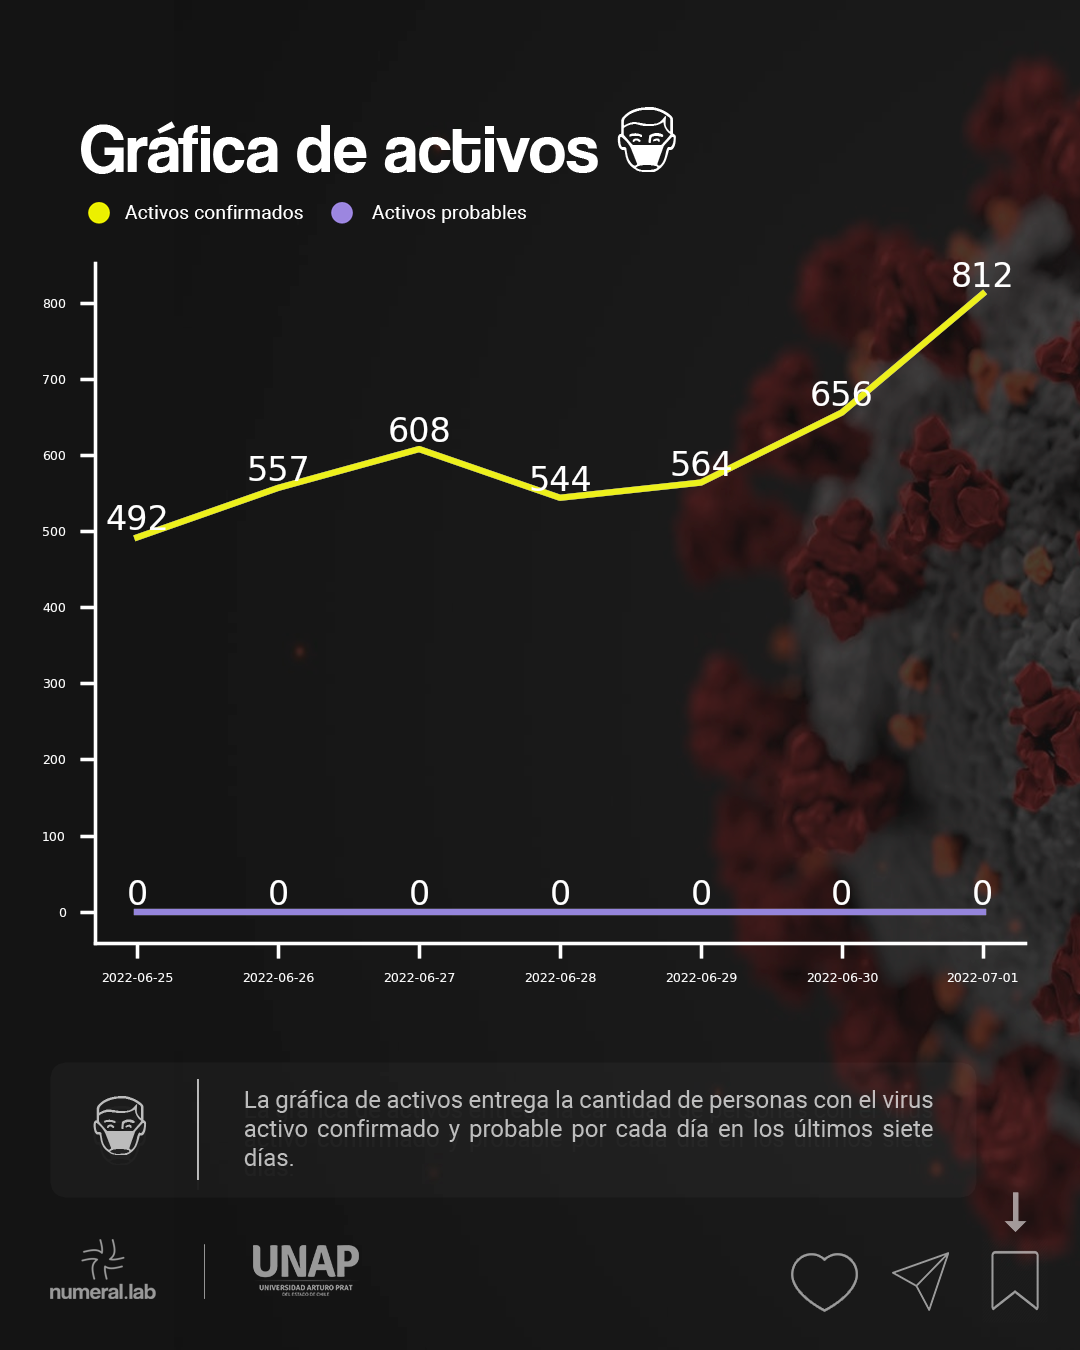 Gráfica de activos
Activos confirmados Activos probables
812
800
700
656
608
600
557
564
544
492
500
400
300
200
100
0 0 0 0 0 0 0
0
2022-06-25 2022-06-26 2022-06-27 2022-06-28 2022-06-29 2022-06-30 2022-07-01
La gráfica de activos entrega la cantidad de personas con el virus
activo confirmado y probable por cada día en los últimos siete
días.
numeral.lab
UNAP
UNIVERSIDAD ARTURO PRAT
DEL ESTADO DE CHILE